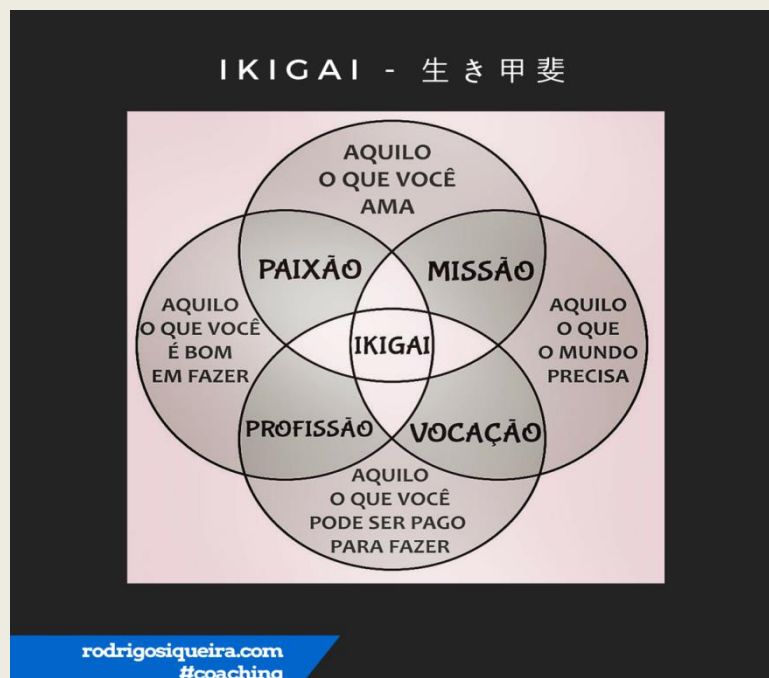 IKIGAI - 生き甲斐
AQUILO
O QUE VOCÊ
AMA
PAIXÃO
MISSÃO
AQUILO
O QUE VOCÊ
É BOM
EM FAZER
IKIGAI
AQUILO
O QUE
O MUNDO
PRECISA
PROFISSÃO
VOCAÇÃO
AQUILO
O QUE VOCÊ
PODE SER PAGO
PARA FAZER
rodrigosiqueira.com
#coaching